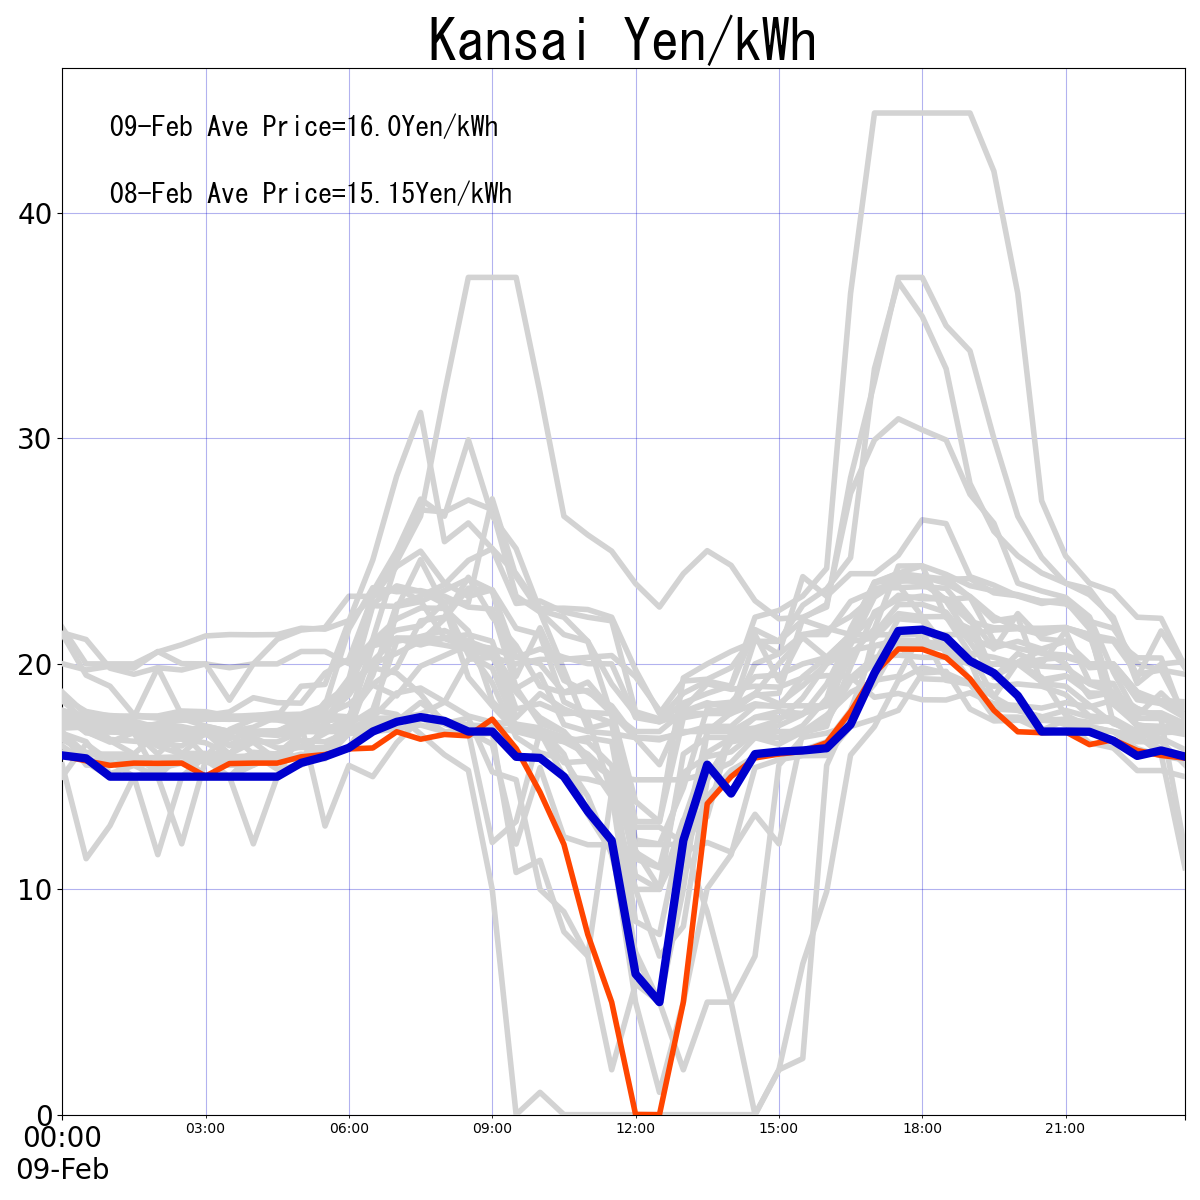 Kansai Yen/kWh
09-Feb Ave Price=16.0Yen/kWh
08-Feb Ave Price=15.15Yen/kWh
40
30
20
10
0
00:00 03:00 06:00 09:00 12:00 15:00 18:00 21:00
09-Feb